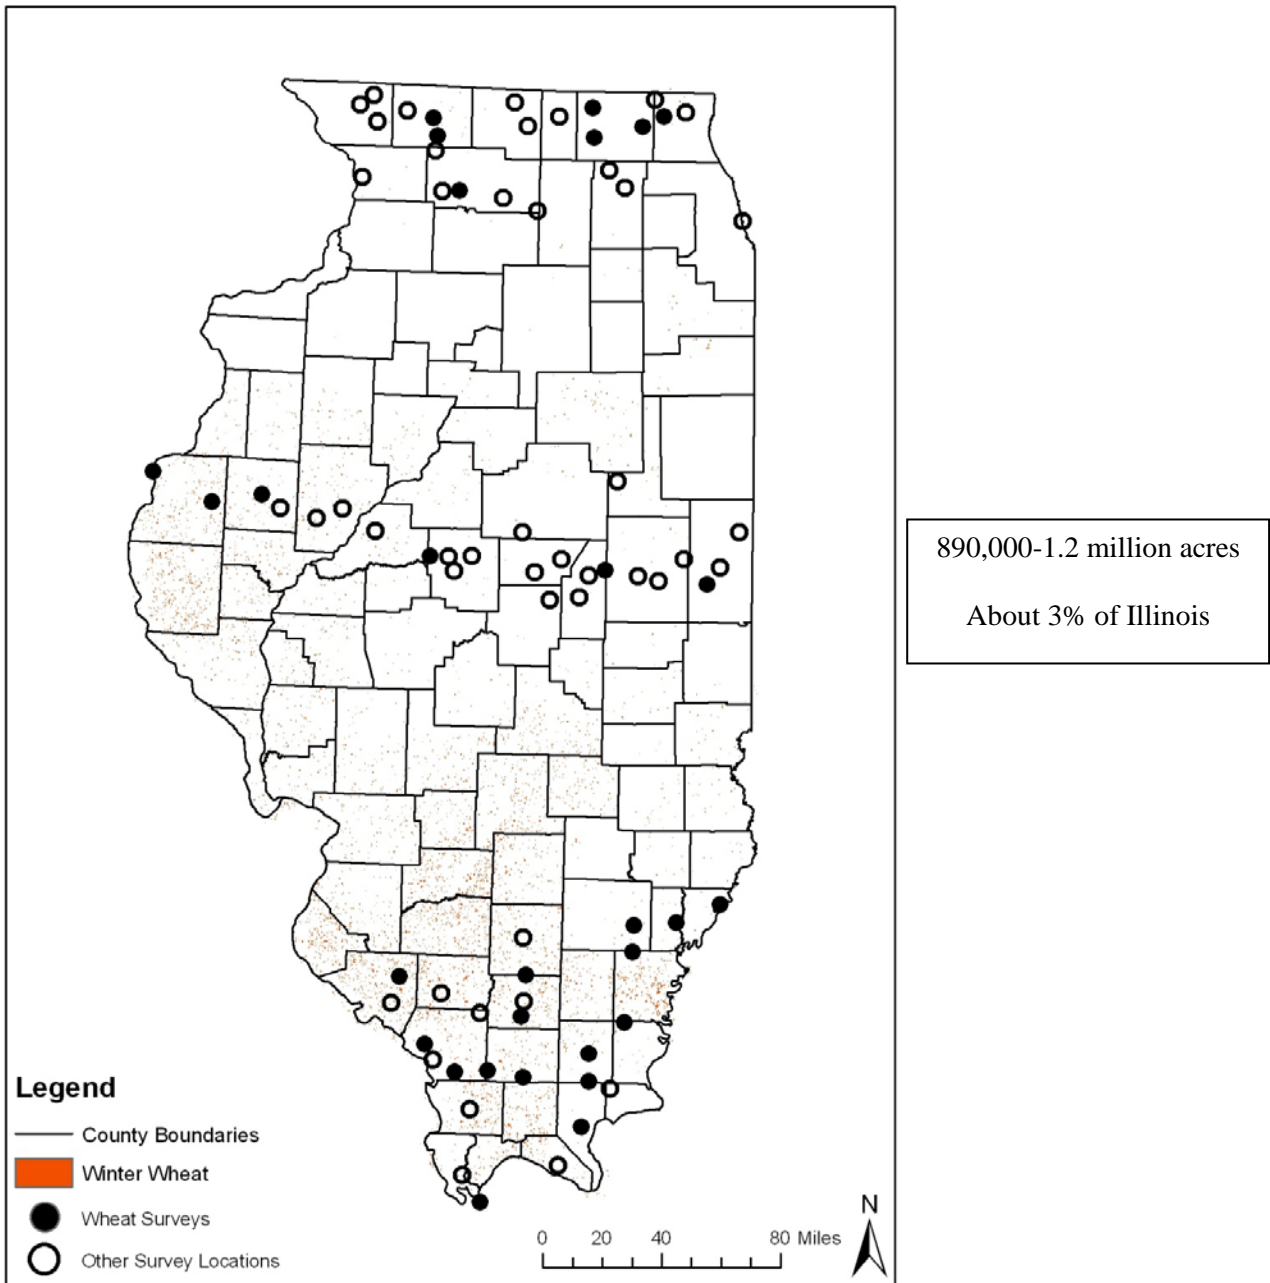 890,000-1.2 million acres
About 3% of Illinois
Legend
County Boundaries
Winter Wheat
Wheat Surveys
Other Survey Locations
0 20 40 80 Miles
N